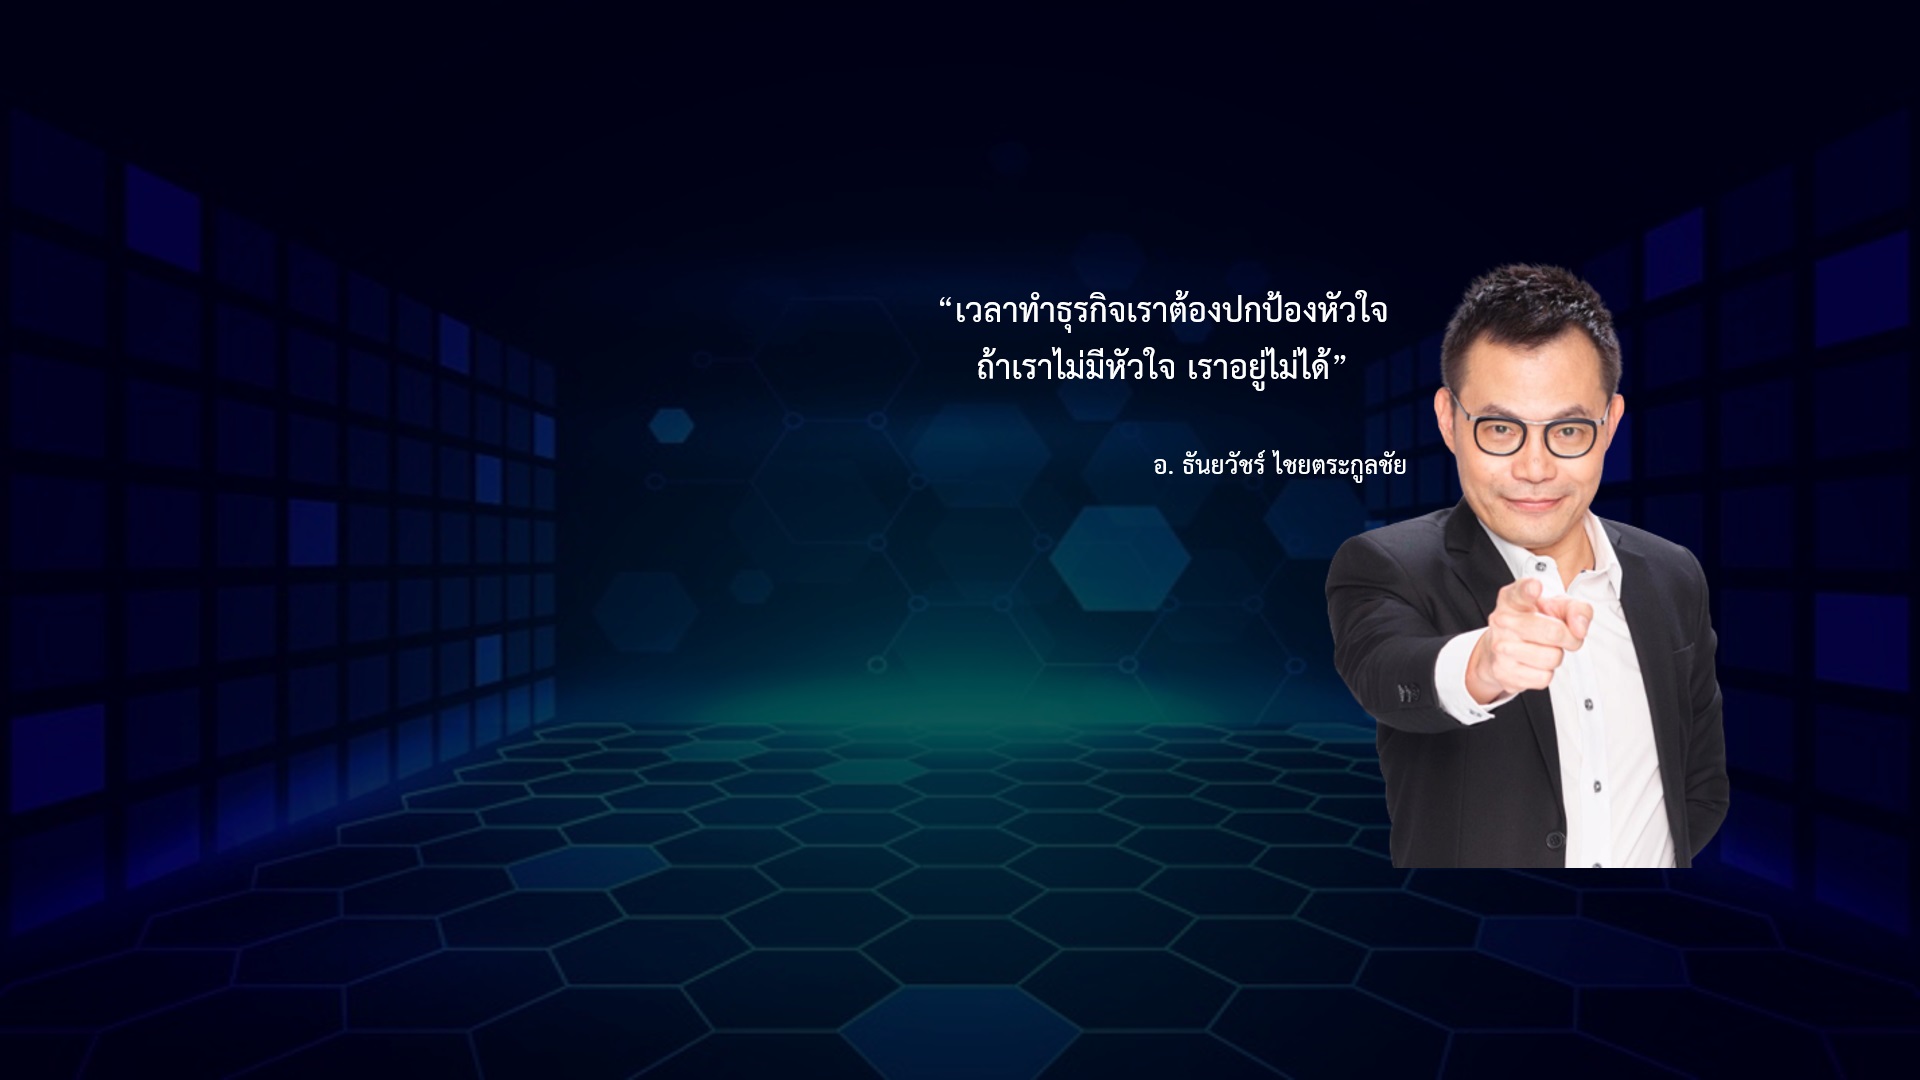 “เวลาทำธุรกิจเราต้องปกป้องหัวใจ
ถ้าเราไม่มีหัวใจ เราอยู่ไม่ได้”
อ. ธันยวัชร์ ไชยตระกูลชัย